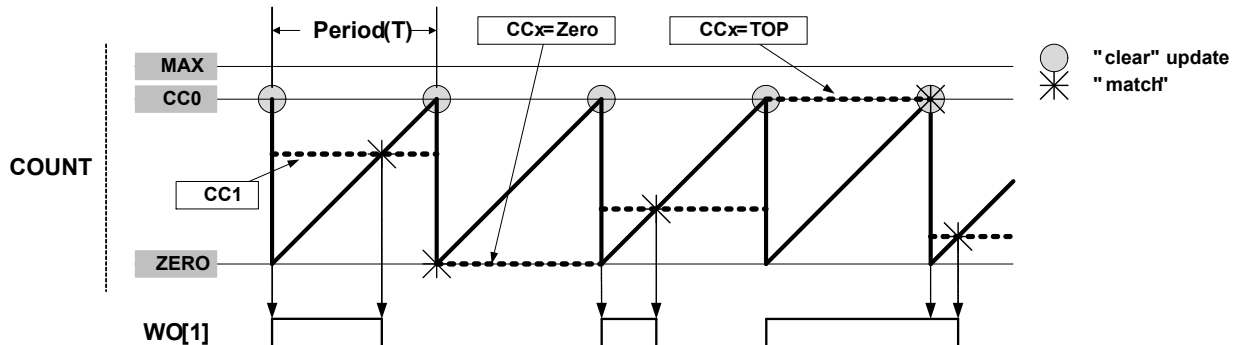 Period(T)
CCx=Zero
CCx=TOP
"clear" update
"match"
MAX
CC0
COUNT
CC1
ZERO
WO[1]